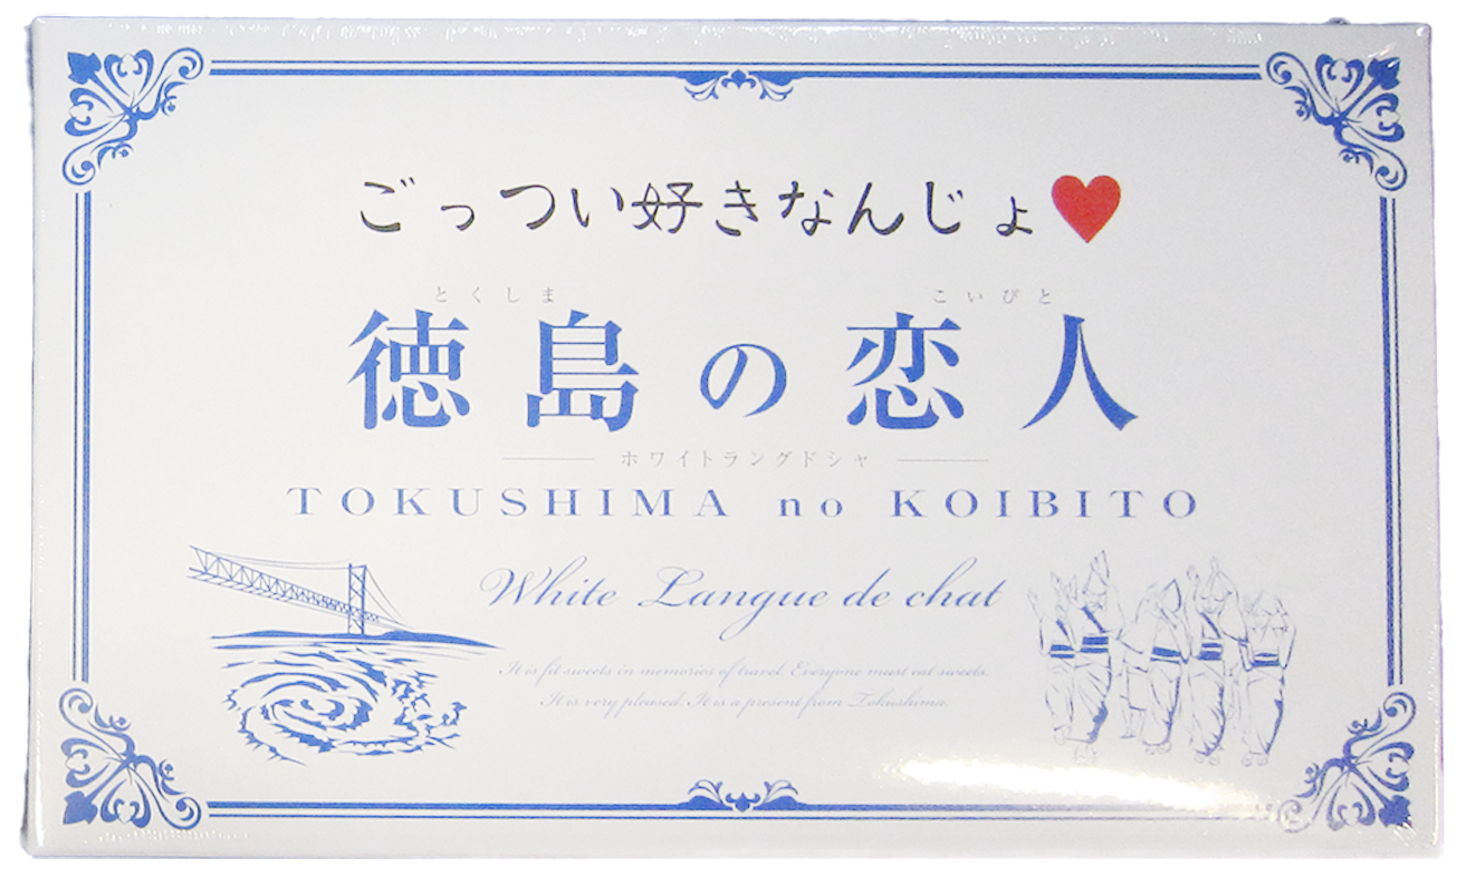 ごっつい好きなんじょ♥
とくしま こいびと
徳島の恋人
ホワイトラングドシャ
TOKUSHIMA no KOIBITO
White Langue de chat
It is fit sweets in memories of travel. Everyone must eat sweets.
It is very pleased. It is a present from Tokushima.